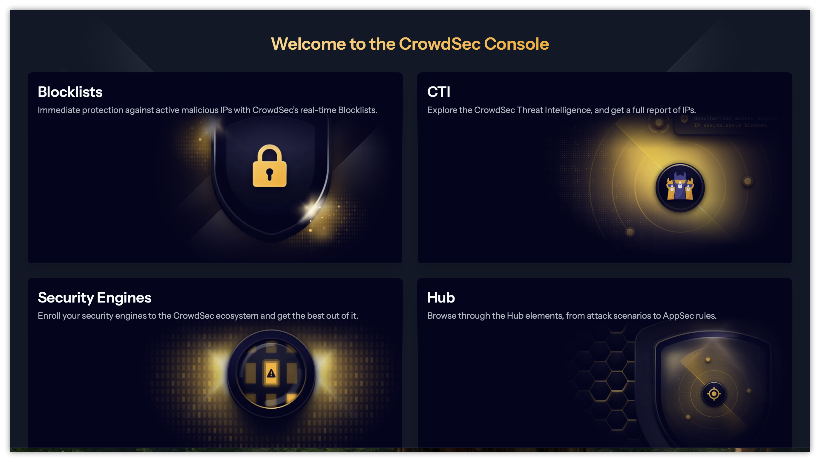 Welcome to the CrowdSec Console
Blocklists
Immediate protection against active malicious IPs with CrowdSec's real-time Blocklists.
CTI
Explore the CrowdSec Threat Intelligence, and get a full report of IPs.
Security Engines
Enroll your security engines to the CrowdSec ecosystem and get the best out of it.
Hub
Browse through the Hub elements, from attack scenarios to AppSec rules.